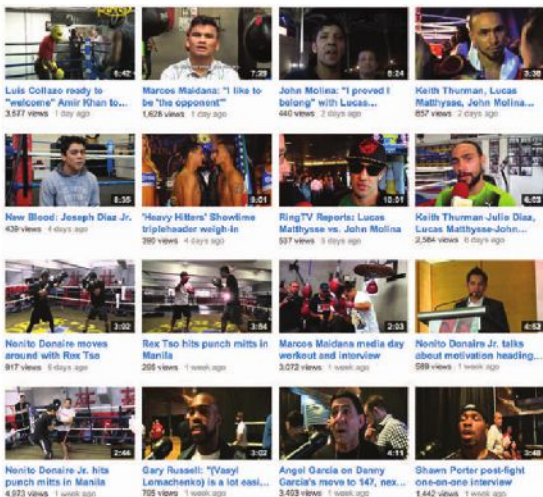 6:42
7:29
8:24
3:38
Luis Collazo ready to
"welcome" Amir Khan to...
3,577 views 1 day ago
Marcos Maidana: "I like to
be 'the opponent'"
1,628 views 1 day ago
John Molina: "I proved I
belong" with Lucas...
440 views 2 days ago
Keith Thurman, Lucas
Matthysse, John Molina...
857 views 2 days ago
8:35
9:01
10:01
6:03
New Blood: Joseph Diaz Jr.
439 views 4 days ago
'Heavy Hitters' Showtime
tripleheader weigh-in
390 views 4 days ago
RingTV Reports: Lucas
Matthysse vs. John Molina
537 views 5 days ago
Keith Thurman-Julio Diaz,
Lucas Matthysse-John...
2,584 views 6 days ago
3:02
3:54
2:03
4:52
Nonito Donaire moves
around with Rex Tso
917 views 6 days ago
Rex Tso hits punch mitts in
Manila
205 views 1 week ago
Marcos Maidana media day
workout and interview
3,072 views 1 week ago
Nonito Donaire Jr. talks
about motivation heading...
589 views 1 week ago
2:44
3:02
4:11
3:48
Nonito Donaire Jr. hits
punch mitts in Manila
4,973 views 1 week ago
Gary Russell: "(Vasyl
Lomachenko) is a lot easi...
705 views 1 week ago
Angel Garcia on Danny
Garcia's move to 147, nex...
3,493 views 1 week ago
Shawn Porter post-fight
one-on-one interview
1,442 views 1 week ago